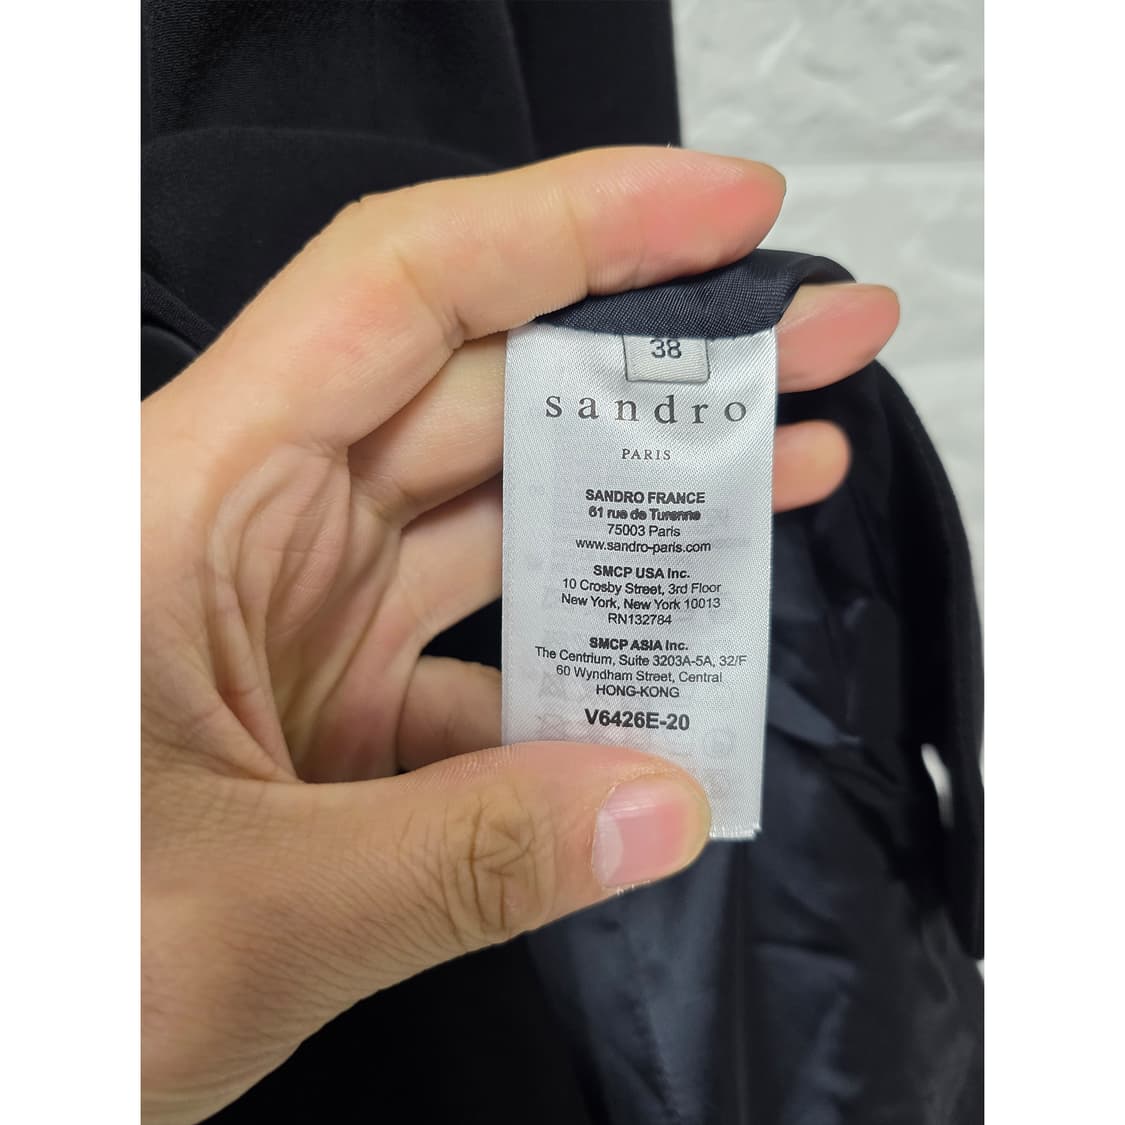 38
sandro
PARIS
SANDRO FRANCE
61 rue de Turenne
75003 Paris
www.sandro-paris.com
SMCP USA Inc.
10 Crosby Street, 3rd Floor
New York, New York 10013
RN132784
SMCP ASIA Inc.
The Centrium, Suite 3203A-5A, 32/F
60 Wyndham Street, Central
HONG-KONG
V6426E-20